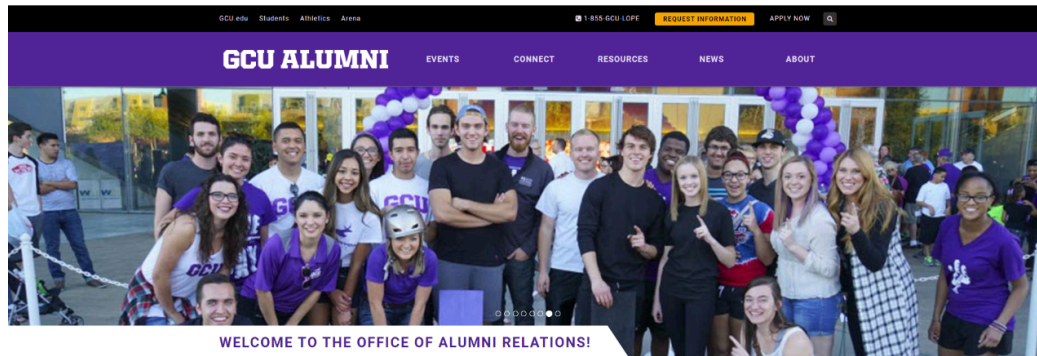 GCU.edu Students Athletics Arena 1-855-GCU-LOPE REQUEST INFORMATION APPLY NOW
GCU ALUMNI EVENTS CONNECT RESOURCES NEWS ABOUT
GCU
WELCOME TO THE OFFICE OF ALUMNI RELATIONS!